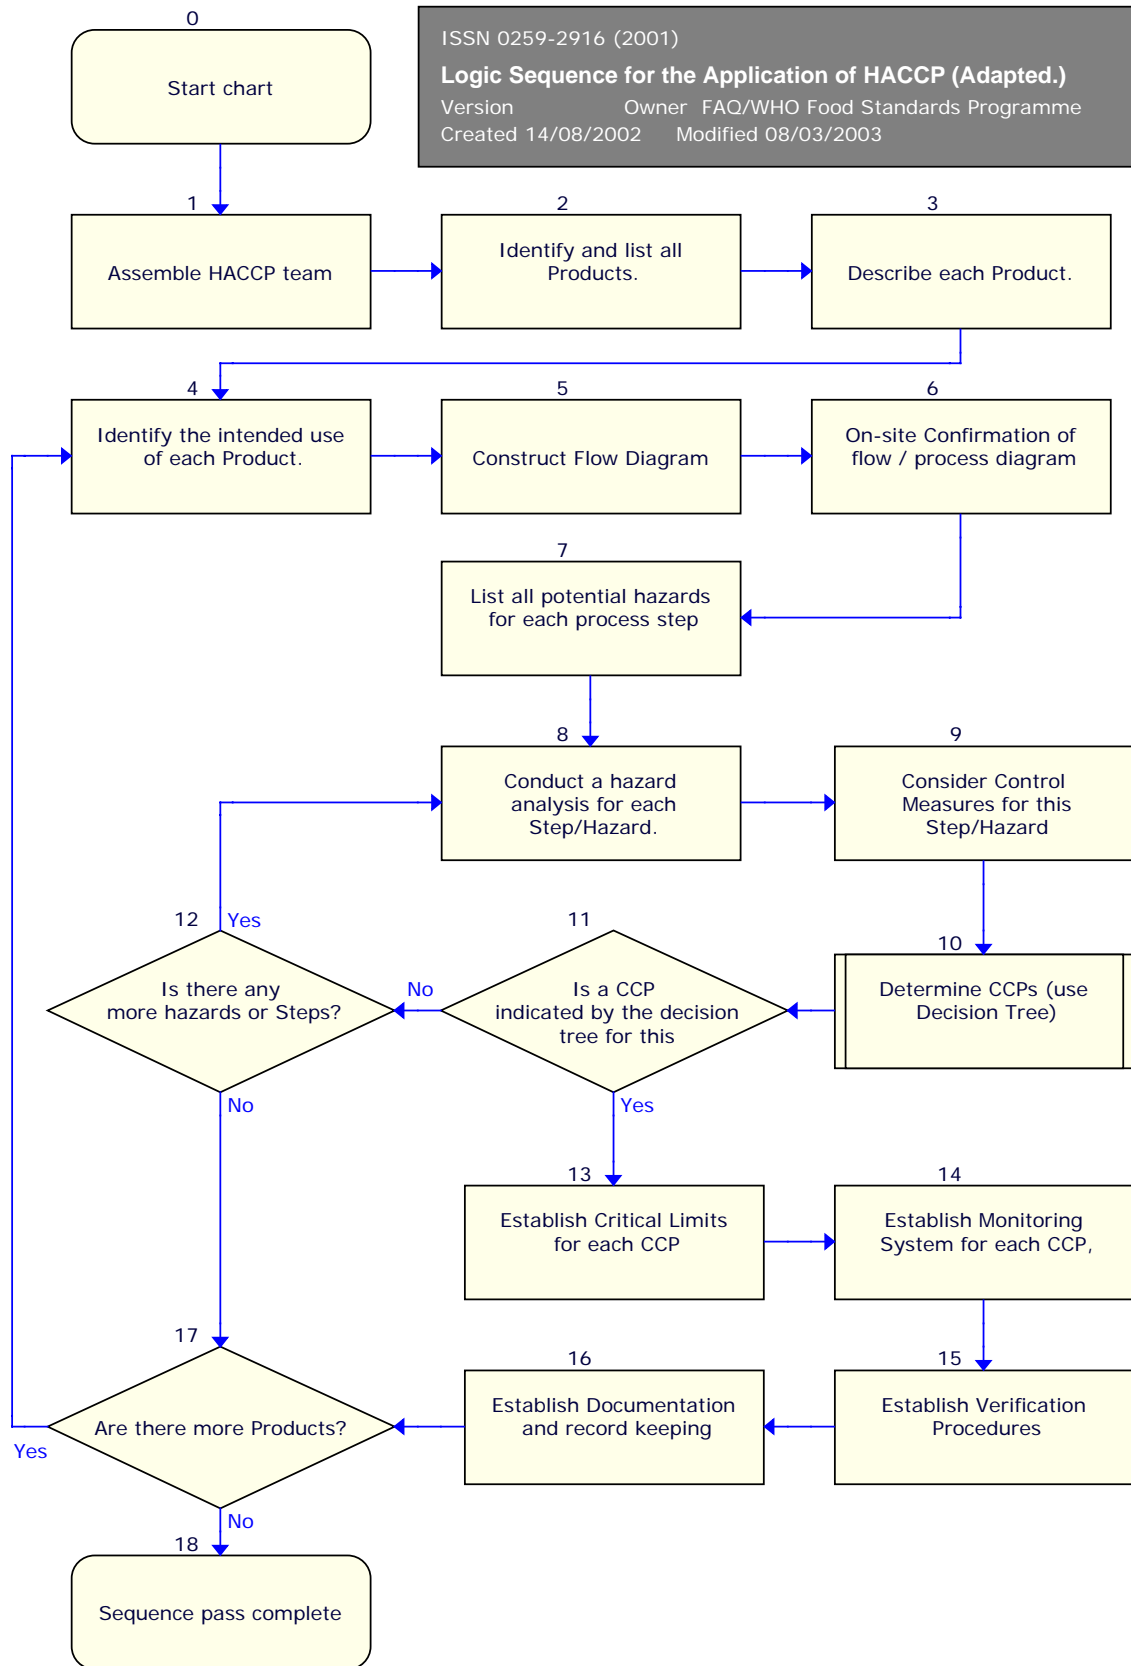 0
Start chart
ISSN 0259-2916 (2001)
Logic Sequence for the Application of HACCP (Adapted.)
Version Owner FAQ/WHO Food Standards Programme
Created 14/08/2002 Modified 08/03/2003
1
Assemble HACCP team
2
Identify and list all
Products.
3
Describe each Product.
4
Identify the intended use
of each Product.
5
Construct Flow Diagram
6
On-site Confirmation of
flow / process diagram
7
List all potential hazards
for each process step
8
Conduct a hazard
analysis for each
Step/Hazard.
9
Consider Control
Measures for this
Step/Hazard
10
Determine CCPs (use
Decision Tree)
11
Is a CCP
indicated by the decision
tree for this
No
Yes
12
Is there any
more hazards or Steps?
Yes
No
13
Establish Critical Limits
for each CCP
14
Establish Monitoring
System for each CCP,
15
Establish Verification
Procedures
16
Establish Documentation
and record keeping
17
Are there more Products?
Yes
No
18
Sequence pass complete